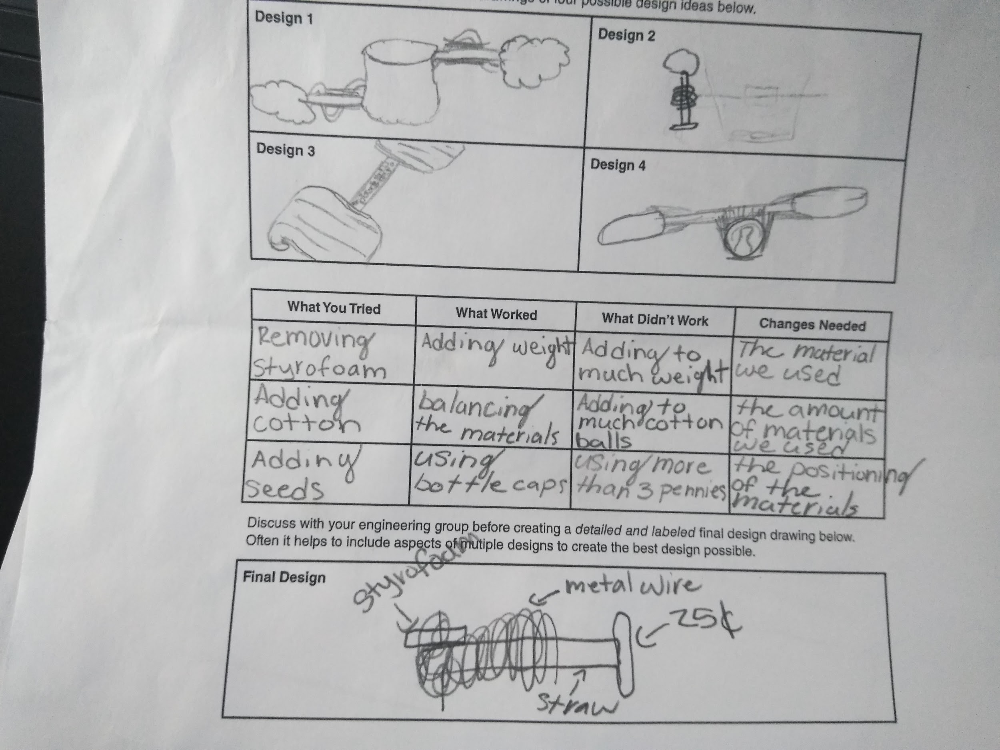 possible design ideas below.
Design 1
Design 2
Design 3
Design 4
What You Tried
What Worked
What Didn't Work
Changes Needed
Removing
styrofoam
Adding weight
Adding to
much weight
The material
we used
Adding
cotton
balancing
the materials
Adding to
much cotton
balls
the amount
of materials
we used
Adding
seeds
using
bottle caps
using more
than 3 pennies
the positioning
of the
materials
Discuss with your engineering group before creating a detailed and labeled final design drawing below.
Often it helps to include aspects of mutiple designs to create the best design possible.
Final Design
Styrofoam
metal wire
25¢
straw